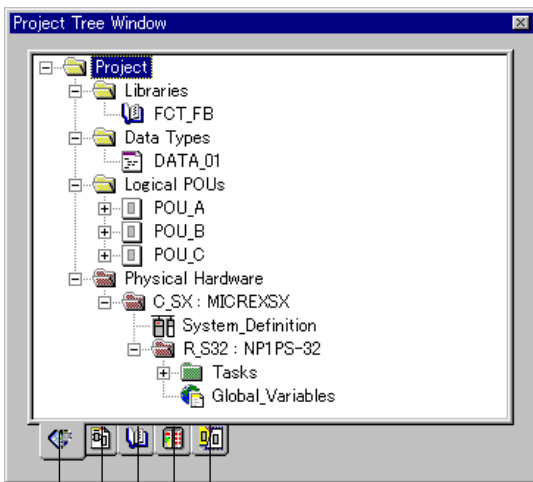 Project Tree Window
Project
Libraries
FCT_FB
Data Types
DATA_01
Logical POUs
POU_A
POU_B
POU_C
Physical Hardware
C_SX : MICREXSX
System_Definition
R_S32 : NP1PS-32
Tasks
Global_Variables